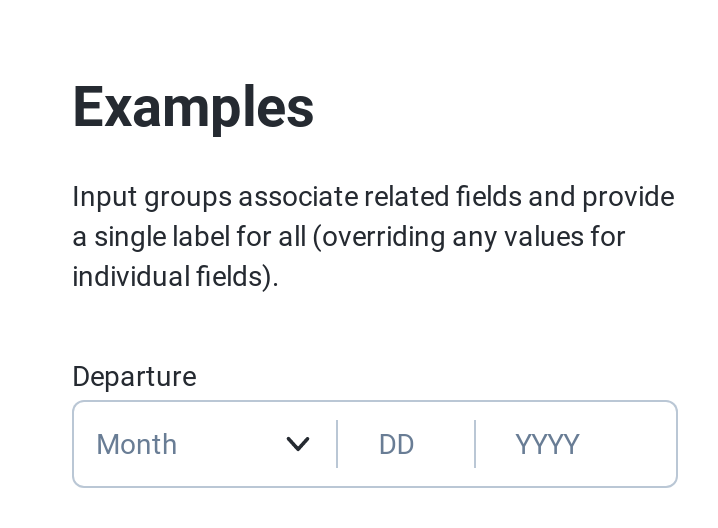 Examples
Input groups associate related fields and provide
a single label for all (overriding any values for
individual fields).
Departure
Month DD YYYY